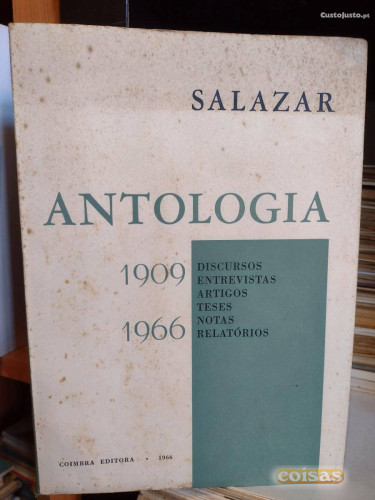 CustoJusto.pt
SALAZAR
ANTOLOGIA
1909
1966
DISCURSOS
ENTREVISTAS
ARTIGOS
TESES
NOTAS
RELATÓRIOS
COIMBRA EDITORA • 1966
coisas